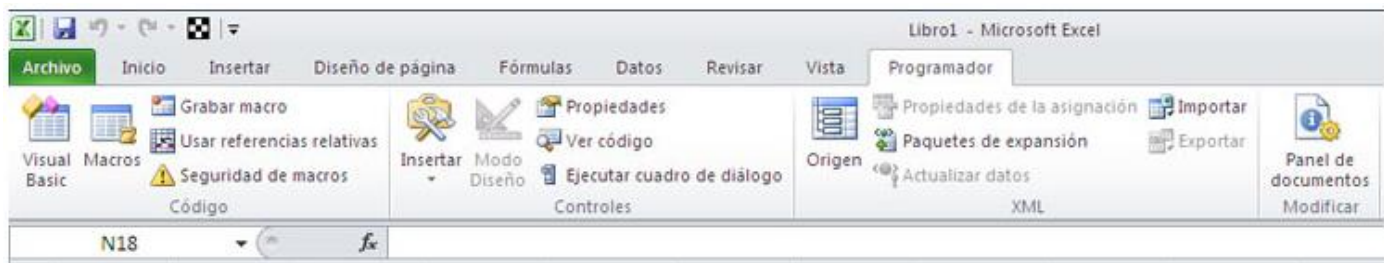 Libro1 - Microsoft Excel
Archivo Inicio Insertar Diseño de página Fórmulas Datos Revisar Vista Programador
Visual Basic
Macros
Grabar macro
Usar referencias relativas
Seguridad de macros
Código
Insertar
Modo Diseño
Propiedades
Ver código
Ejecutar cuadro de diálogo
Controles
Origen
Propiedades de la asignación
Paquetes de expansión
Actualizar datos
Importar
Exportar
XML
Panel de documentos
Modificar
N18 fx